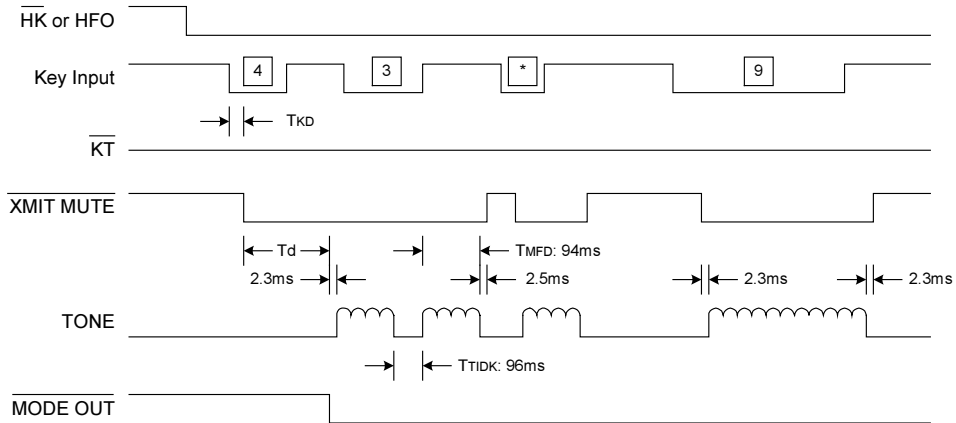 HK or HFO
Key Input
4
3
*
9
TKD
KT
XMIT MUTE
Td
TMFD: 94ms
2.3ms
2.5ms
2.3ms
2.3ms
TONE
TTIDK: 96ms
MODE OUT